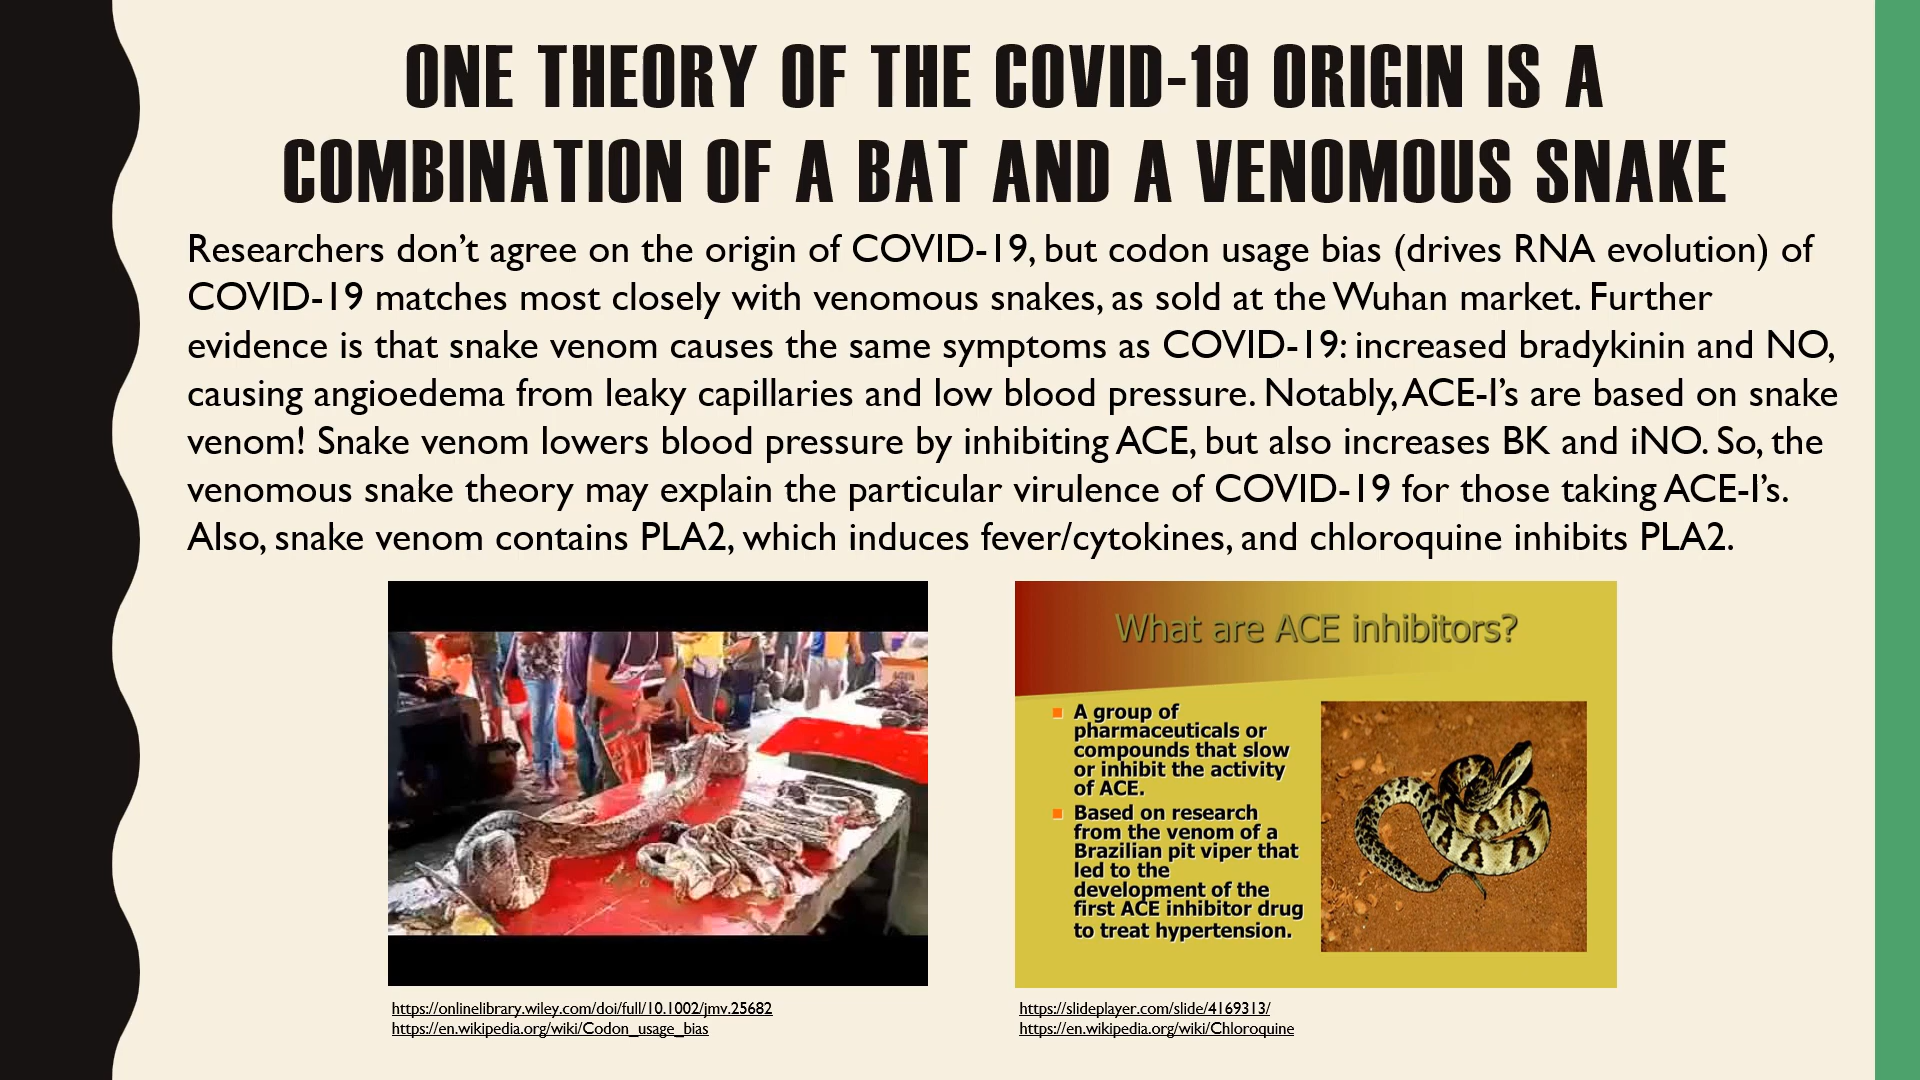 ONE THEORY OF THE COVID-19 ORIGIN IS A
COMBINATION OF A BAT AND A VENOMOUS SNAKE
Researchers don’t agree on the origin of COVID-19, but codon usage bias (drives RNA evolution) of
COVID-19 matches most closely with venomous snakes, as sold at the Wuhan market. Further
evidence is that snake venom causes the same symptoms as COVID-19: increased bradykinin and NO,
causing angioedema from leaky capillaries and low blood pressure. Notably, ACE-I’s are based on snake
venom! Snake venom lowers blood pressure by inhibiting ACE, but also increases BK and iNO. So, the
venomous snake theory may explain the particular virulence of COVID-19 for those taking ACE-I’s.
Also, snake venom contains PLA2, which induces fever/cytokines, and chloroquine inhibits PLA2.
What are ACE inhibitors?
A group of
pharmaceuticals or
compounds that slow
or inhibit the activity
of ACE.
Based on research
from the venom of a
Brazilian pit viper that
led to the
development of the
first ACE inhibitor drug
to treat hypertension.
https://onlinelibrary.wiley.com/doi/full/10.1002/jmv.25682
https://en.wikipedia.org/wiki/Codon_usage_bias
https://slideplayer.com/slide/4169313/
https://en.wikipedia.org/wiki/Chloroquine